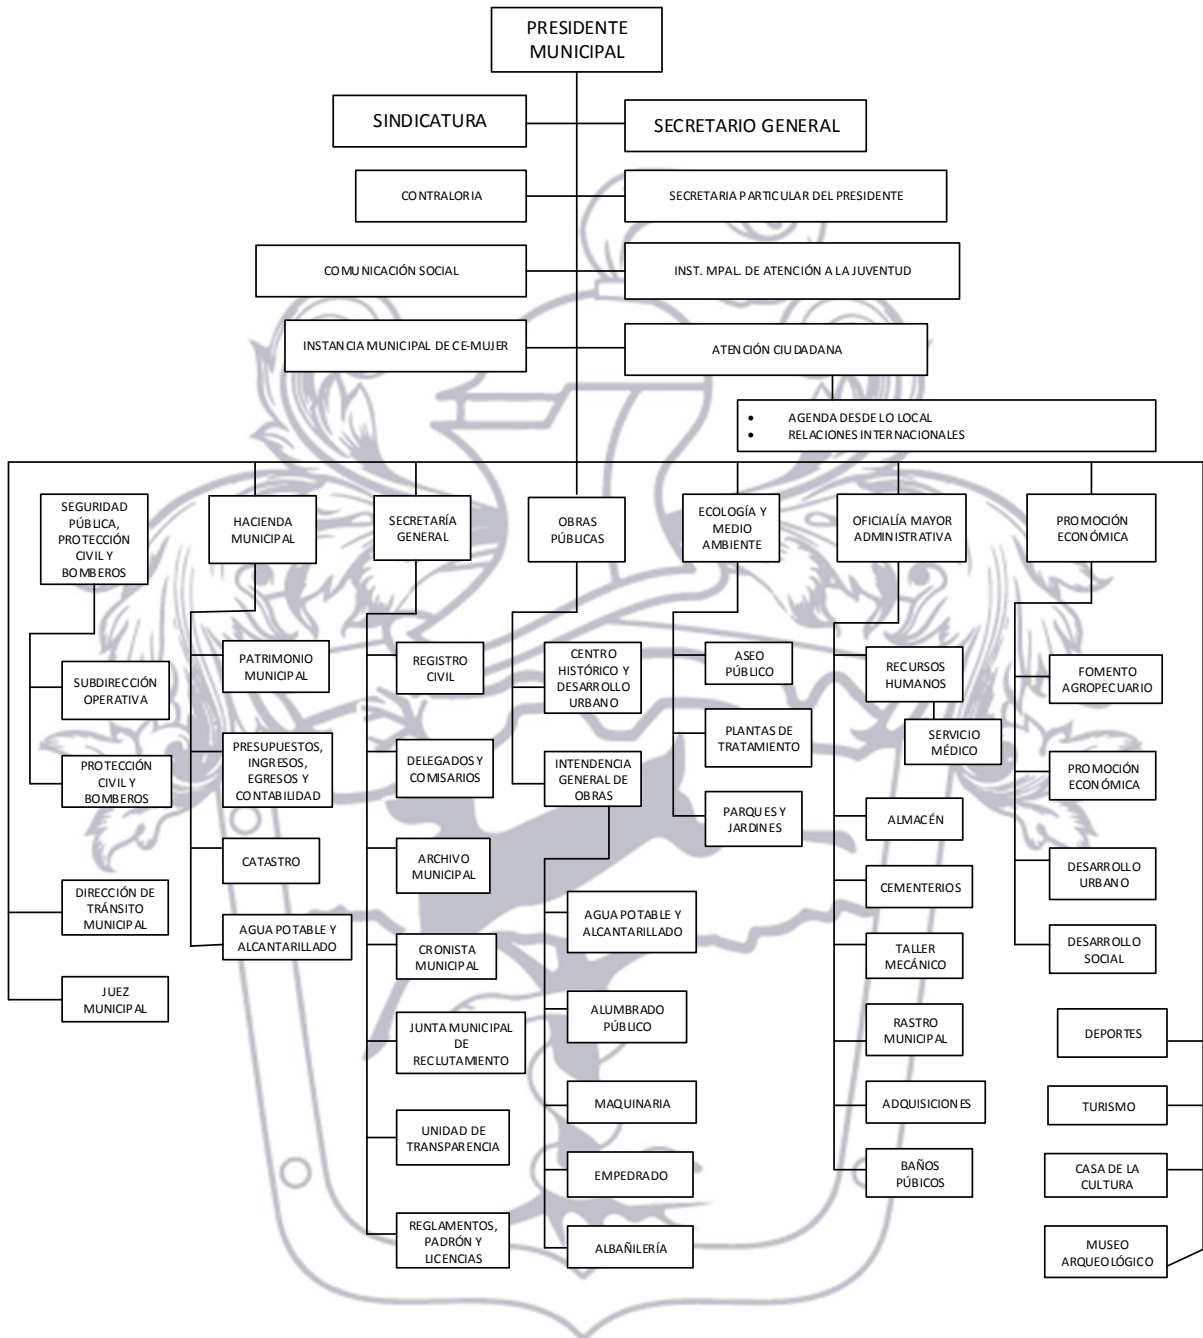 PRESIDENTE
MUNICIPAL
SINDICATURA
SECRETARIO GENERAL
CONTRALORIA
SECRETARIA PARTICULAR DEL PRESIDENTE
COMUNICACIÓN SOCIAL
INST. MPAL. DE ATENCIÓN A LA JUVENTUD
INSTANCIA MUNICIPAL DE CE-MUJER
ATENCIÓN CIUDADANA
• AGENDA DESDE LO LOCAL
• RELACIONES INTERNACIONALES
SEGURIDAD
PÚBLICA,
PROTECCIÓN
CIVIL Y
BOMBEROS
SUBDIRECCIÓN
OPERATIVA
PROTECCIÓN
CIVIL Y
BOMBEROS
DIRECCIÓN DE
TRÁNSITO
MUNICIPAL
JUEZ
MUNICIPAL
HACIENDA
MUNICIPAL
PATRIMONIO
MUNICIPAL
PRESUPUESTOS,
INGRESOS,
EGRESOS Y
CONTABILIDAD
CATASTRO
AGUA POTABLE Y
ALCANTARILLADO
SECRETARÍA
GENERAL
REGISTRO
CIVIL
DELEGADOS Y
COMISARIOS
ARCHIVO
MUNICIPAL
CRONISTA
MUNICIPAL
JUNTA MUNICIPAL
DE
RECLUTAMIENTO
UNIDAD DE
TRANSPARENCIA
REGLAMENTOS,
PADRÓN Y
LICENCIAS
OBRAS
PÚBLICAS
CENTRO
HISTÓRICO Y
DESARROLLO
URBANO
INTENDENCIA
GENERAL DE
OBRAS
AGUA POTABLE Y
ALCANTARILLADO
ALUMBRADO
PÚBLICO
MAQUINARIA
EMPEDRADO
ALBAÑILERÍA
ECOLOGÍA Y
MEDIO
AMBIENTE
ASEO
PÚBLICO
PLANTAS DE
TRATAMIENTO
PARQUES Y
JARDINES
OFICIALÍA MAYOR
ADMINISTRATIVA
RECURSOS
HUMANOS
SERVICIO
MÉDICO
ALMACÉN
CEMENTERIOS
TALLER
MECÁNICO
RASTRO
MUNICIPAL
ADQUISICIONES
BAÑOS
PÚBICOS
PROMOCIÓN
ECONÓMICA
FOMENTO
AGROPECUARIO
PROMOCIÓN
ECONÓMICA
DESARROLLO
URBANO
DESARROLLO
SOCIAL
DEPORTES
TURISMO
CASA DE LA
CULTURA
MUSEO
ARQUEOLÓGICO